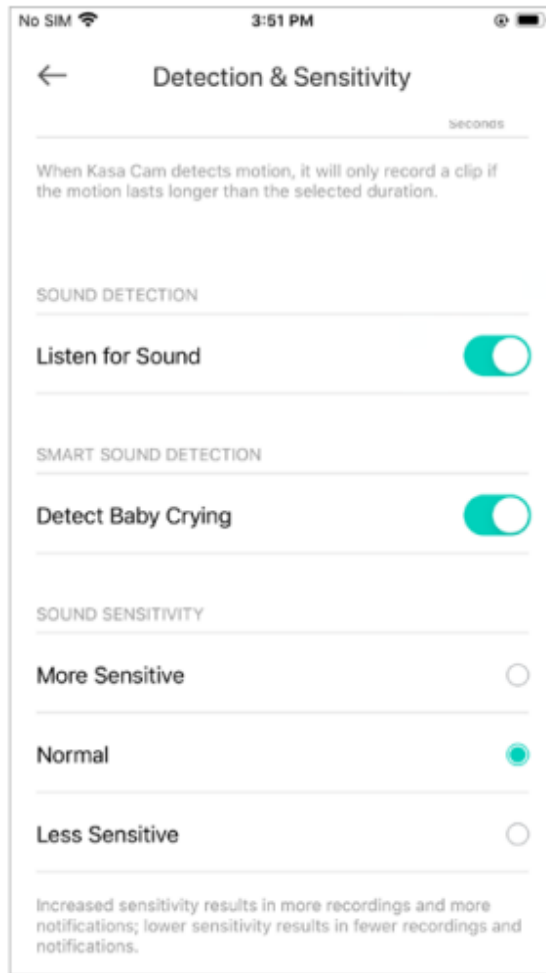 No SIM 3:51 PM
Detection & Sensitivity
Seconds
When Kasa Cam detects motion, it will only record a clip if
the motion lasts longer than the selected duration.
SOUND DETECTION
Listen for Sound
SMART SOUND DETECTION
Detect Baby Crying
SOUND SENSITIVITY
More Sensitive
Normal
Less Sensitive
Increased sensitivity results in more recordings and more
notifications; lower sensitivity results in fewer recordings and
notifications.